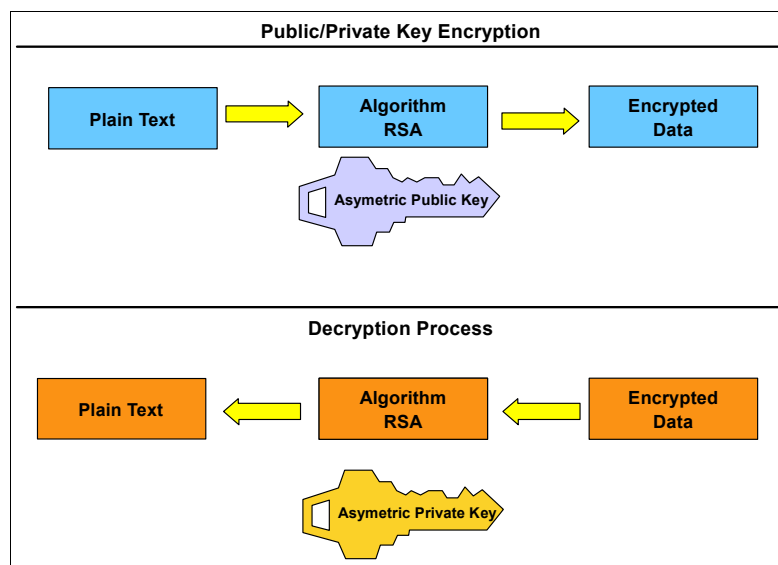 Public/Private Key Encryption
Plain Text
Algorithm
RSA
Encrypted
Data
Asymetric Public Key
Decryption Process
Plain Text
Algorithm
RSA
Encrypted
Data
Asymetric Private Key